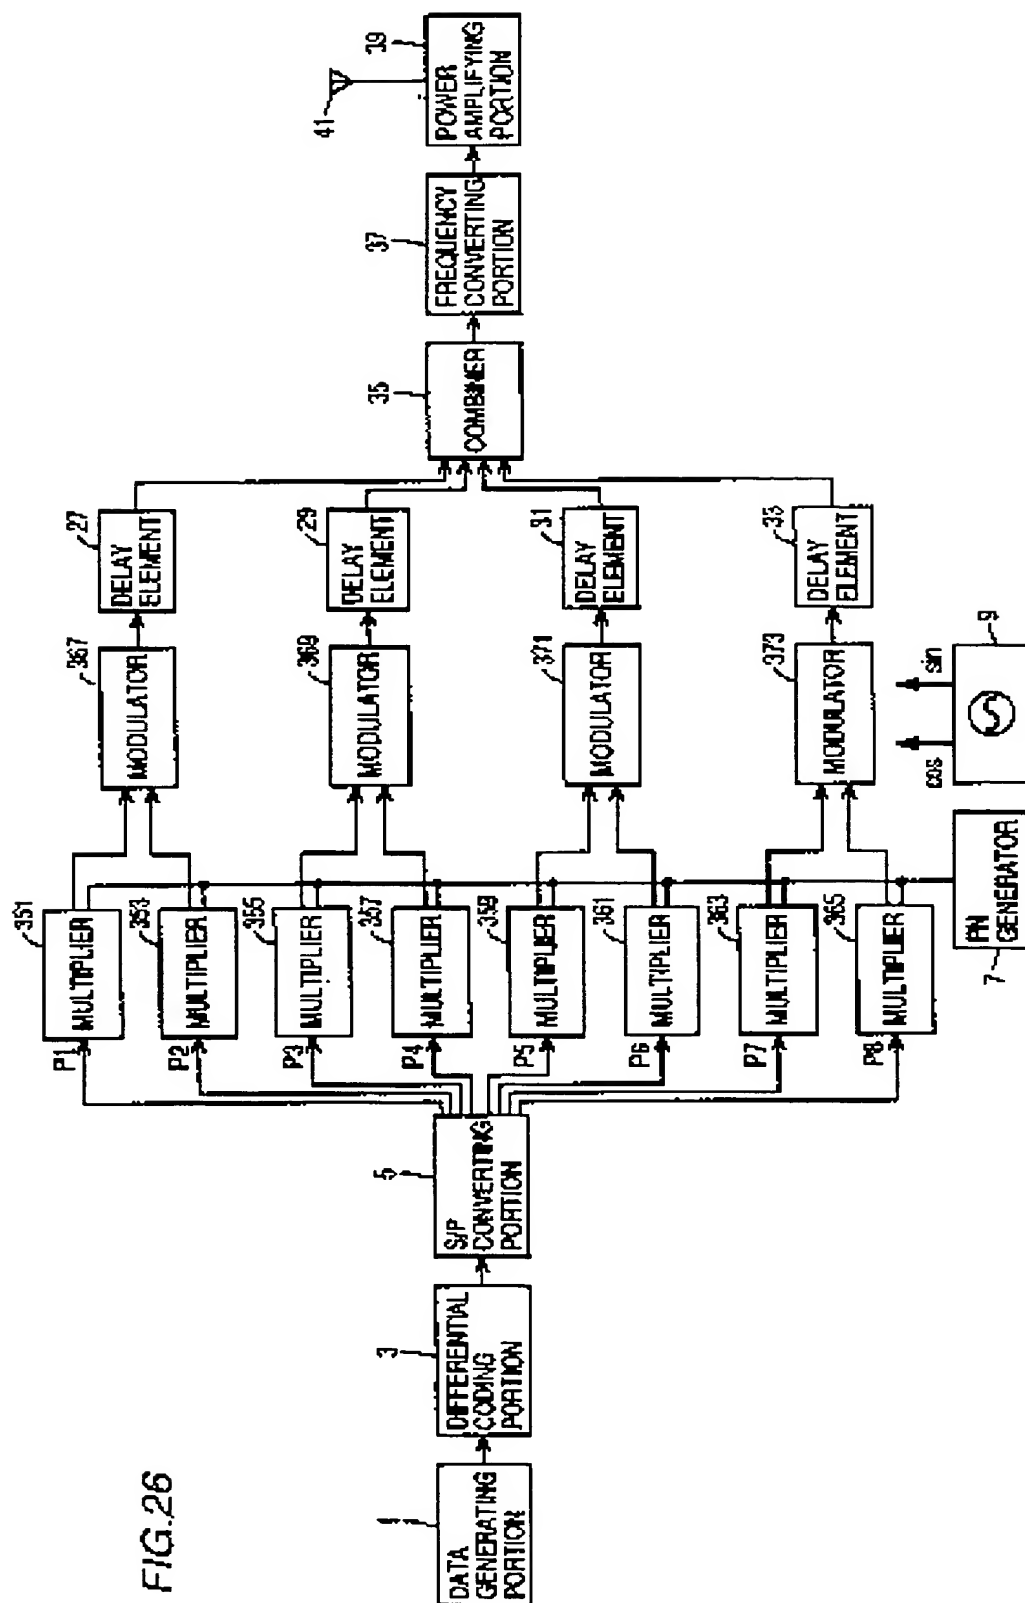 FIG.26
1
DATA
GENERATING
PORTION
3
DIFFERENTIAL
CODING
PORTION
5
S/P
CONVERTING
PORTION
P1
351
MULTIPLIER
P2
353
MULTIPLIER
P3
355
MULTIPLIER
P4
357
MULTIPLIER
P5
359
MULTIPLIER
P6
361
MULTIPLIER
P7
363
MULTIPLIER
P8
365
MULTIPLIER
7
PN
GENERATOR
9
cos
sin
367
MODULATOR
369
MODULATOR
371
MODULATOR
373
MODULATOR
27
DELAY
ELEMENT
29
DELAY
ELEMENT
31
DELAY
ELEMENT
33
DELAY
ELEMENT
35
COMBINER
37
FREQUENCY
CONVERTING
PORTION
39
POWER
AMPLIFYING
PORTION
41